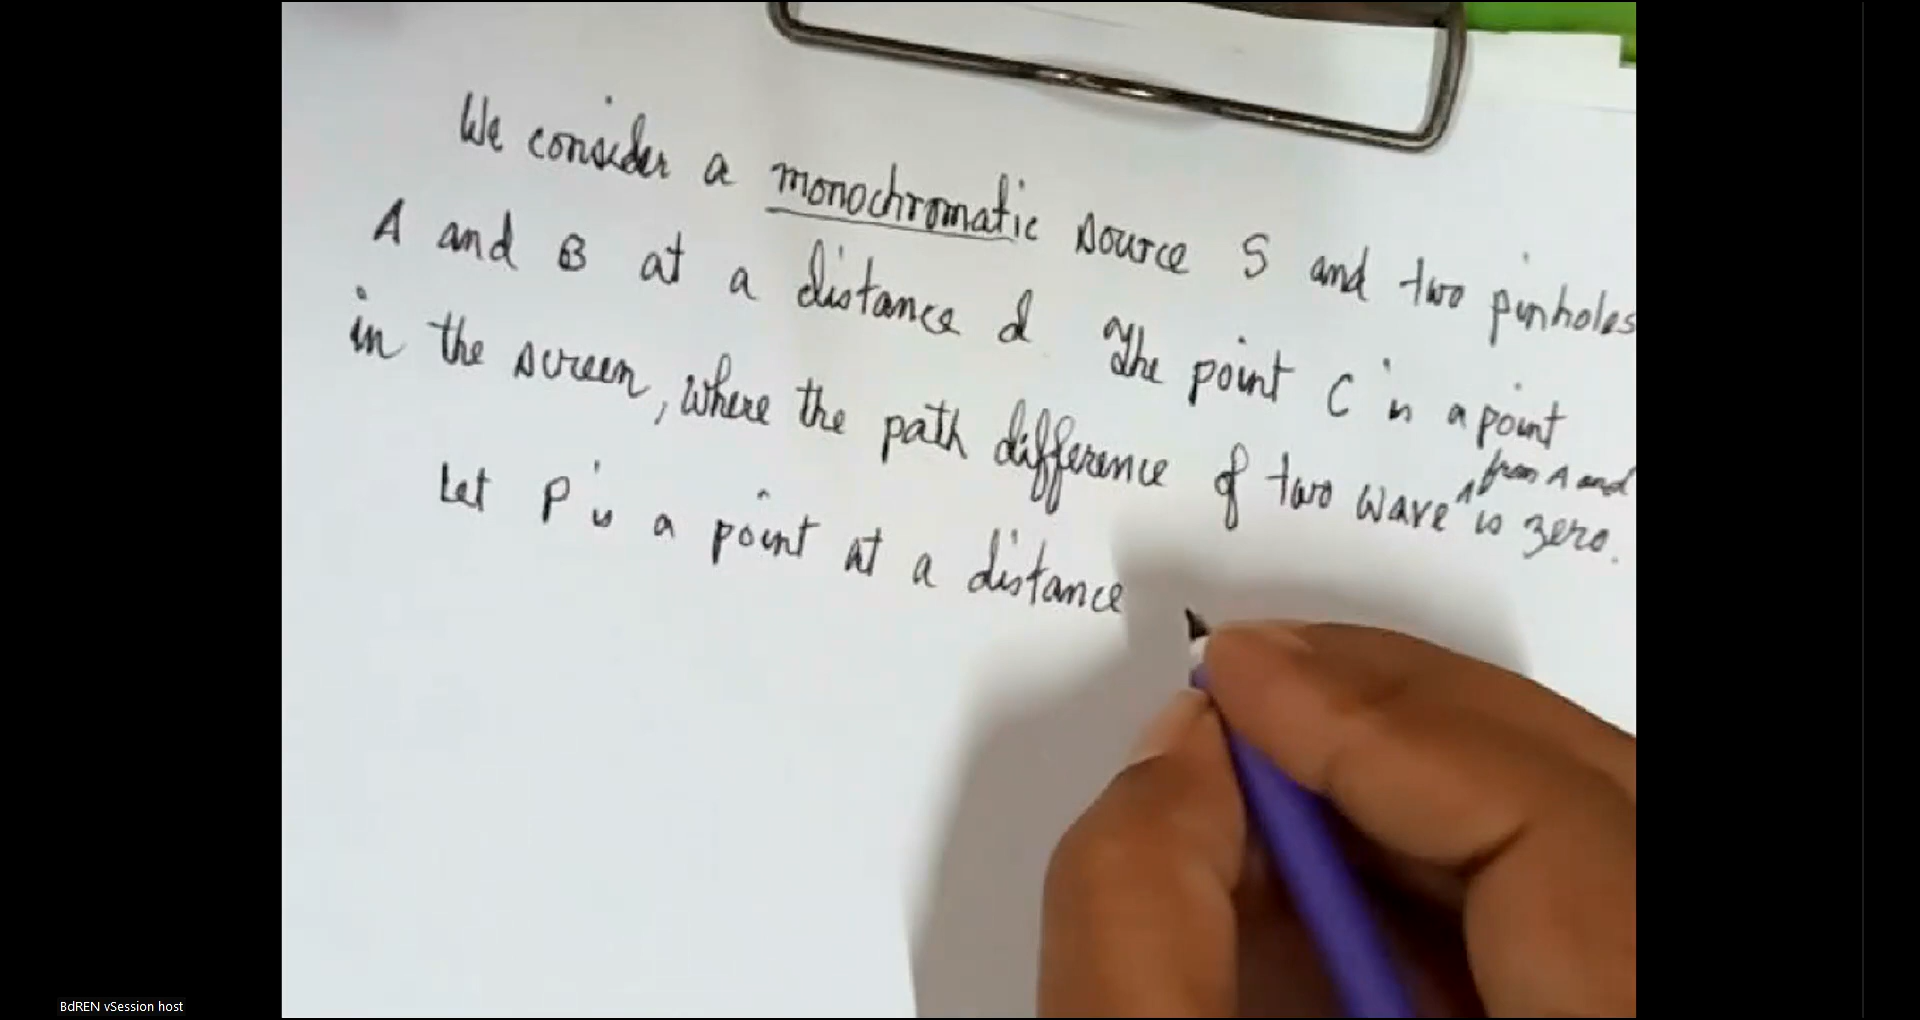 We consider a monochromatic source S and two pinholes
A and B at a distance d The point C is a point
in the screen, where the path difference of two wave from A and is zero.
Let P is a point at a distance
BdREN vSession host